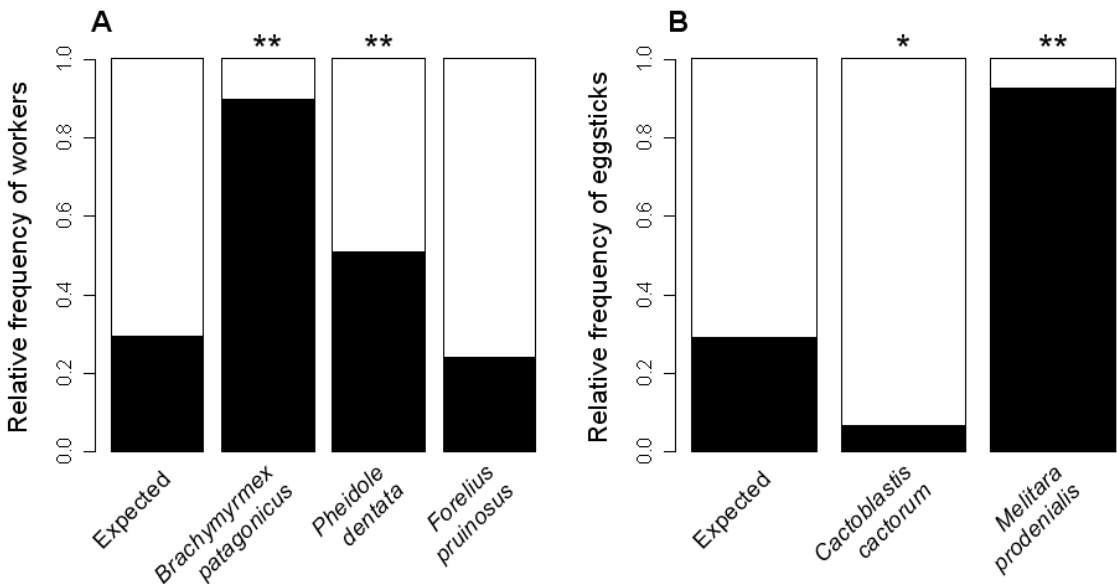 A
** **
Relative frequency of workers
1.0
0.8
0.6
0.4
0.2
0.0
Expected
Brachymyrmex
patagonicus
Pheidole
dentata
Forelius
pruinosus
B
* **
Relative frequency of eggsticks
1.0
0.8
0.6
0.4
0.2
0.0
Expected
Cactoblastis
cactorum
Melitara
prodenialis